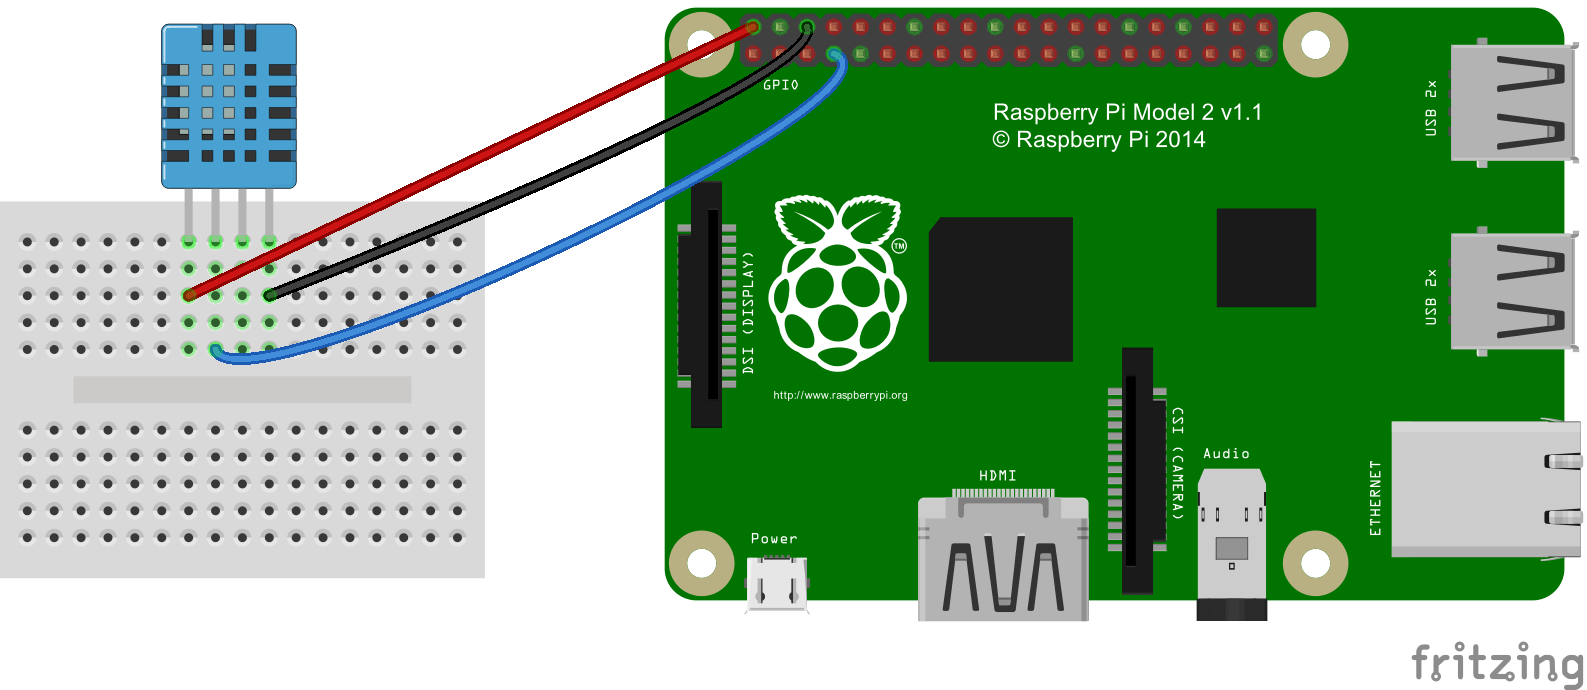 GPIO
Raspberry Pi Model 2 v1.1
© Raspberry Pi 2014
USB 2x
TM
DSI (DISPLAY)
USB 2x
http://www.raspberrypi.org
CSI (CAMERA)
Audio
HDMI
ETHERNET
Power
fritzing